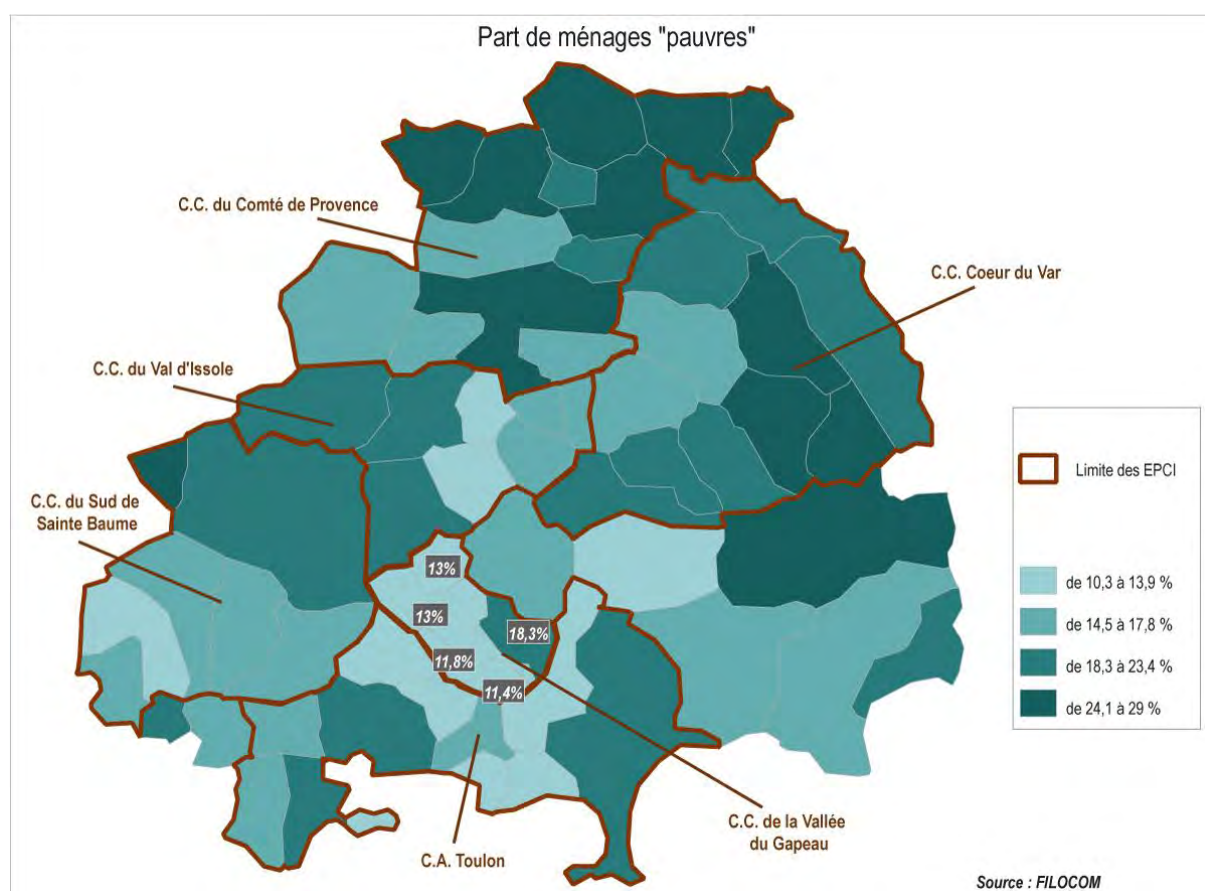 Part de ménages "pauvres"
C.C. du Comté de Provence
C.C. Coeur du Var
C.C. du Val d'Issole
C.C. du Sud de
Sainte Baume
Limite des EPCI
13%
13%
18,3%
11,8%
11,4%
de 10,3 à 13,9 %
de 14,5 à 17,8 %
de 18,3 à 23,4 %
de 24,1 à 29 %
C.C. de la Vallée
du Gapeau
C.A. Toulon
Source : FILOCOM